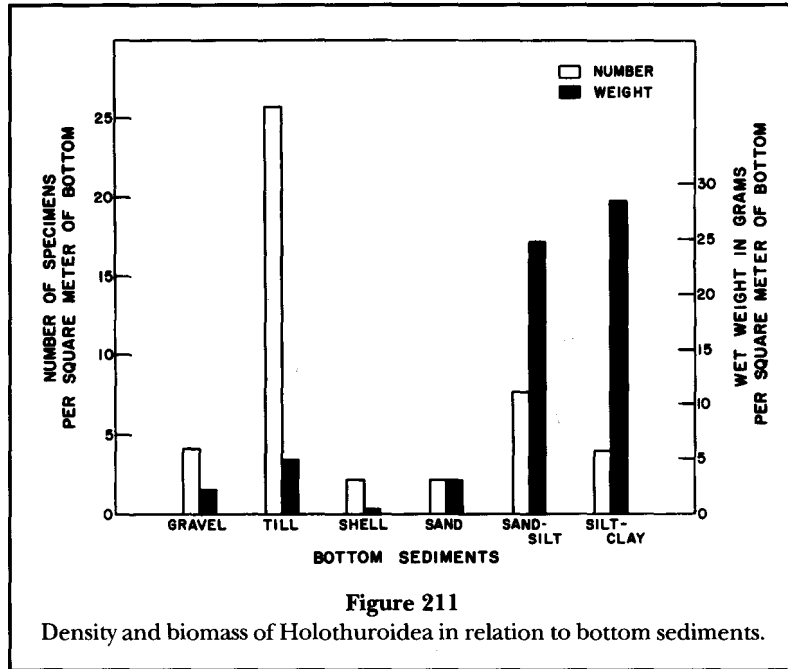 NUMBER
WEIGHT
NUMBER OF SPECIMENS
PER SQUARE METER OF BOTTOM
25
20
15
10
5
0
WET WEIGHT IN GRAMS
PER SQUARE METER OF BOTTOM
30
25
20
15
10
5
0
GRAVEL TILL SHELL SAND SAND- SILT-
SILT CLAY
BOTTOM SEDIMENTS
Figure 211
Density and biomass of Holothuroidea in relation to bottom sediments.